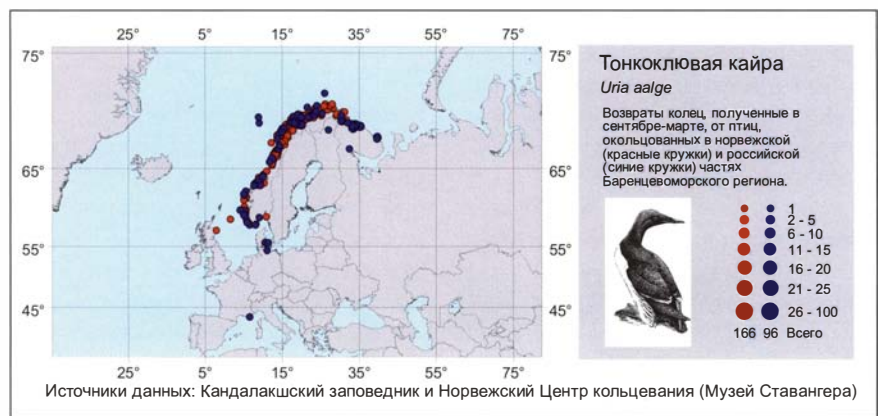 25° 5° 15° 35° 55° 75°
75° 75°
65° 65°
55° 55°
45° 45°
25° 5° 15° 35° 55° 75°
Тонкоклювая кайра
Uria aalge
Возвраты колец, полученные в
сентябре-марте, от птиц,
окольцованных в норвежской
(красные кружки) и российской
(синие кружки) частях
Баренцевоморского региона.
1
2 - 5
6 - 10
11 - 15
16 - 20
21 - 25
26 - 100
166 96 Всего
Источники данных: Кандалакшский заповедник и Норвежский Центр кольцевания (Музей Ставангера)